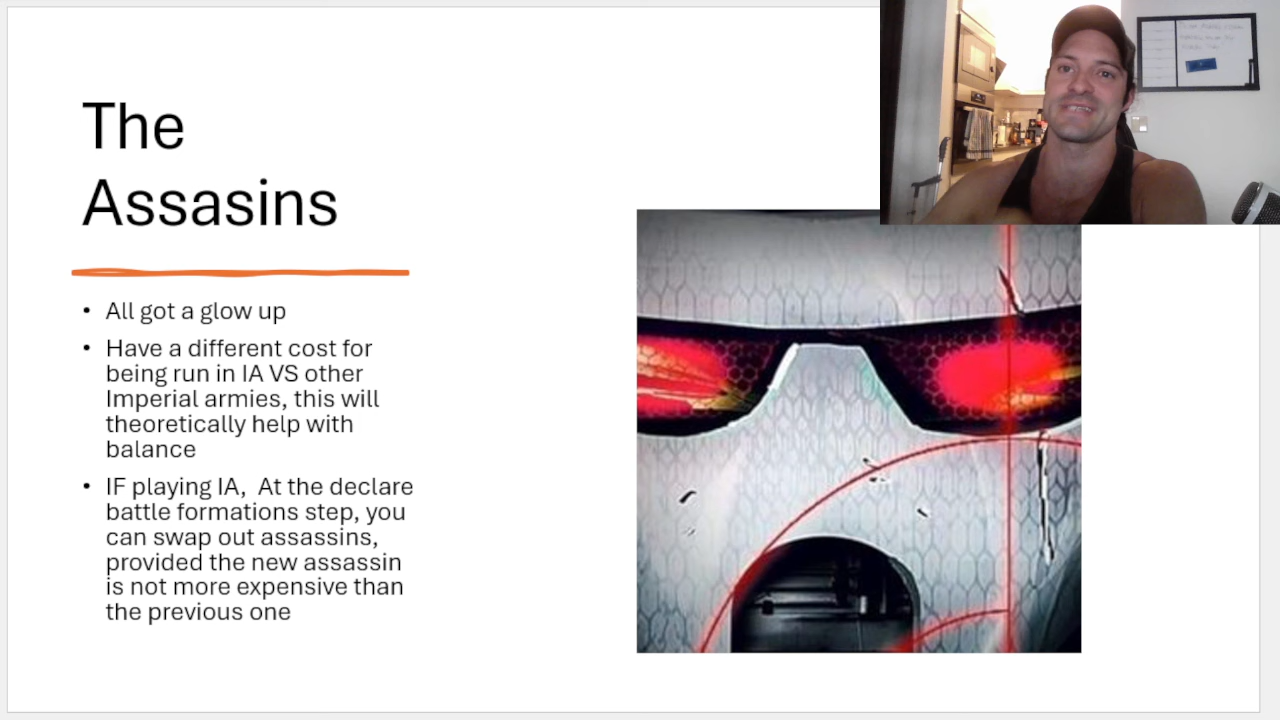 The
Assasins
• All got a glow up
• Have a different cost for
being run in IA VS other
Imperial armies, this will
theoretically help with
balance
• IF playing IA,  At the declare
battle formations step, you
can swap out assassins,
provided the new assassin
is not more expensive than
the previous one